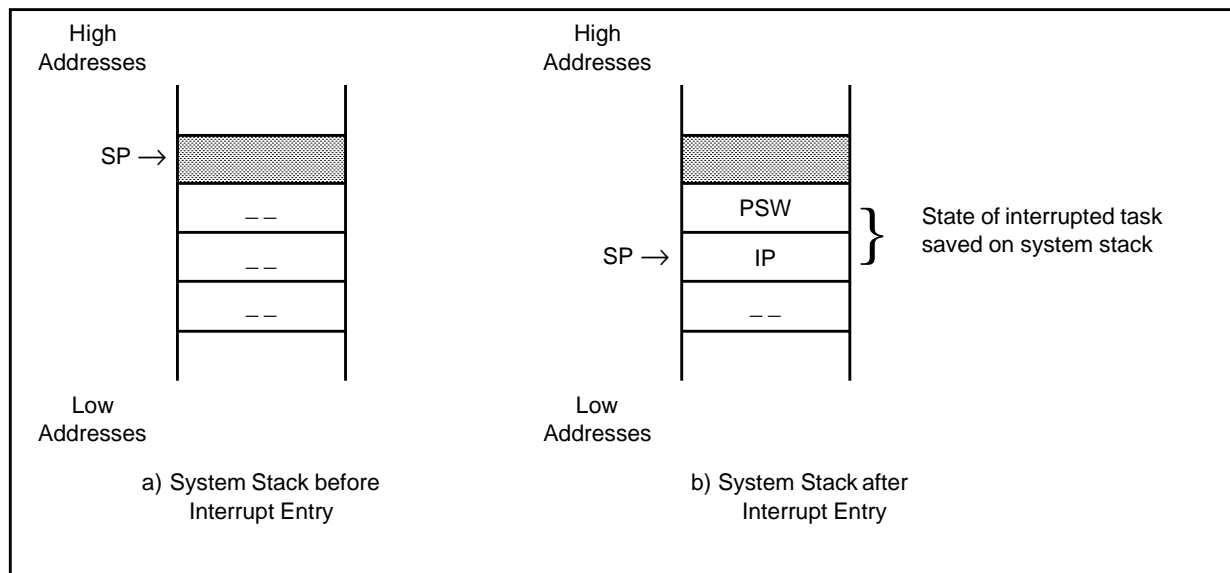 High
Addresses
SP →
_ _
_ _
_ _
Low
Addresses
a) System Stack before
Interrupt Entry
High
Addresses
PSW
SP → IP
_ _
} State of interrupted task
saved on system stack
Low
Addresses
b) System Stack after
Interrupt Entry